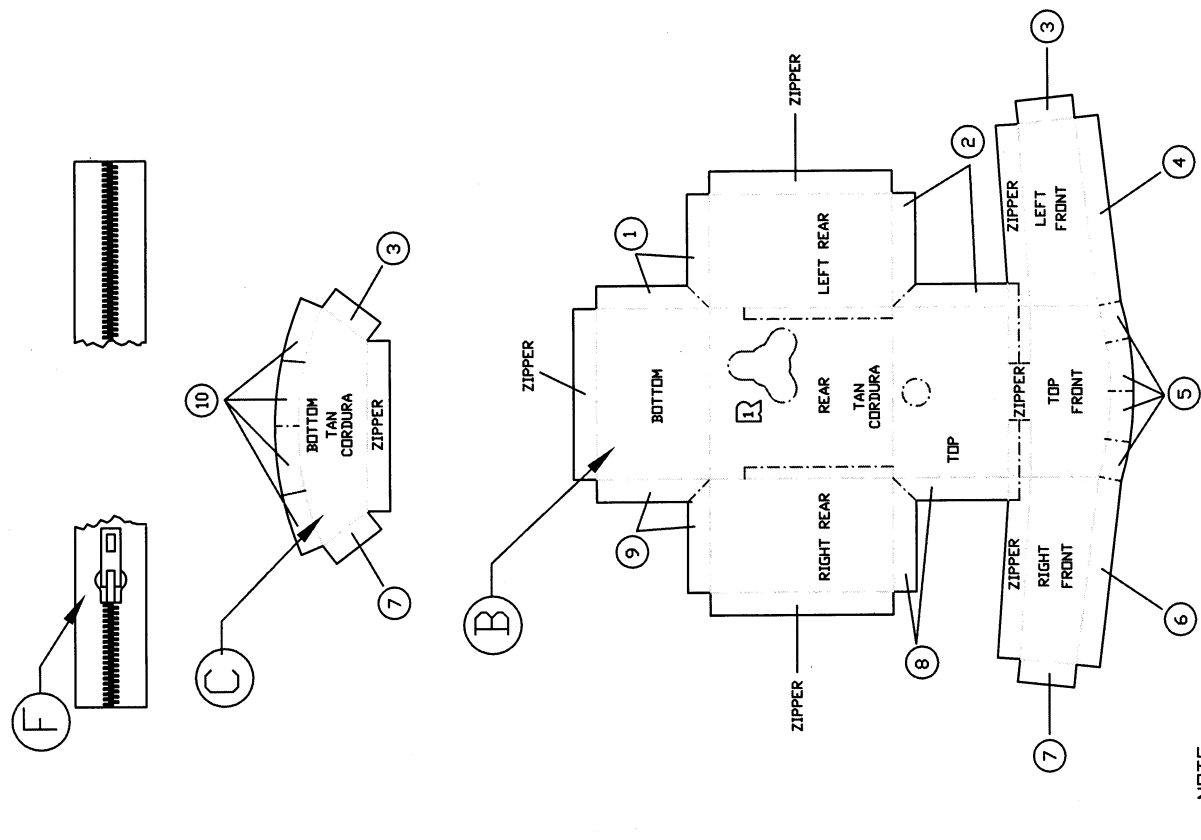 F
10
BOTTOM
TAN
CORDURA
ZIPPER
3
7
C
B
ZIPPER
ZIPPER
ZIPPER
1
9
BOTTOM
1
R
REAR
TAN
CORDURA
LEFT REAR
RIGHT REAR
2
8
TOP
ZIPPER
TOP
FRONT
ZIPPER
LEFT
FRONT
ZIPPER
RIGHT
FRONT
3
4
5
6
7
NOTE